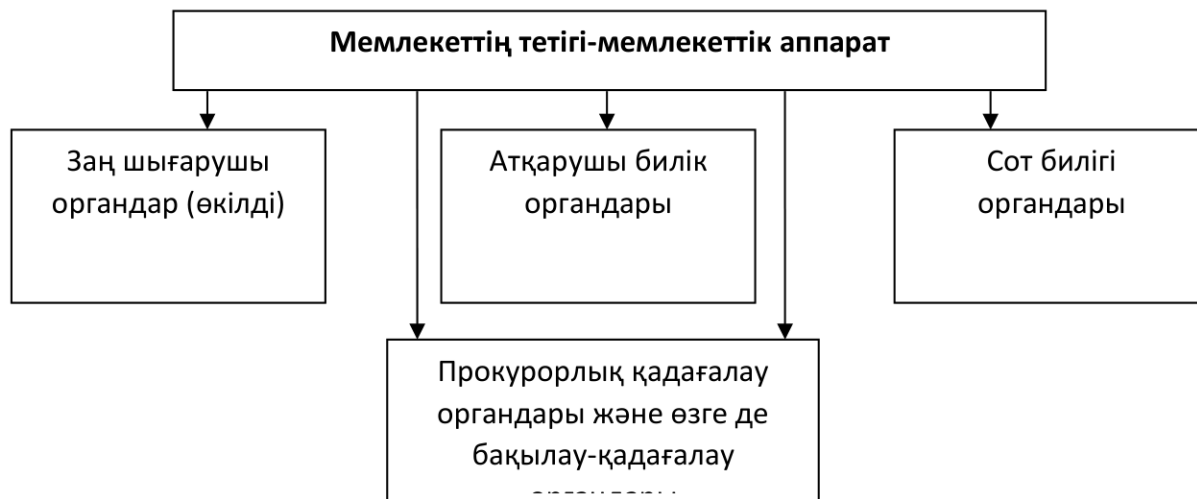 Мемлекеттің тетігі-мемлекеттік аппарат
Заң шығарушы
органдар (өкілді)
Атқарушы билік
органдары
Сот билігі
органдары
Прокурорлық қадағалау
органдары және өзге де
бақылау-қадағалау